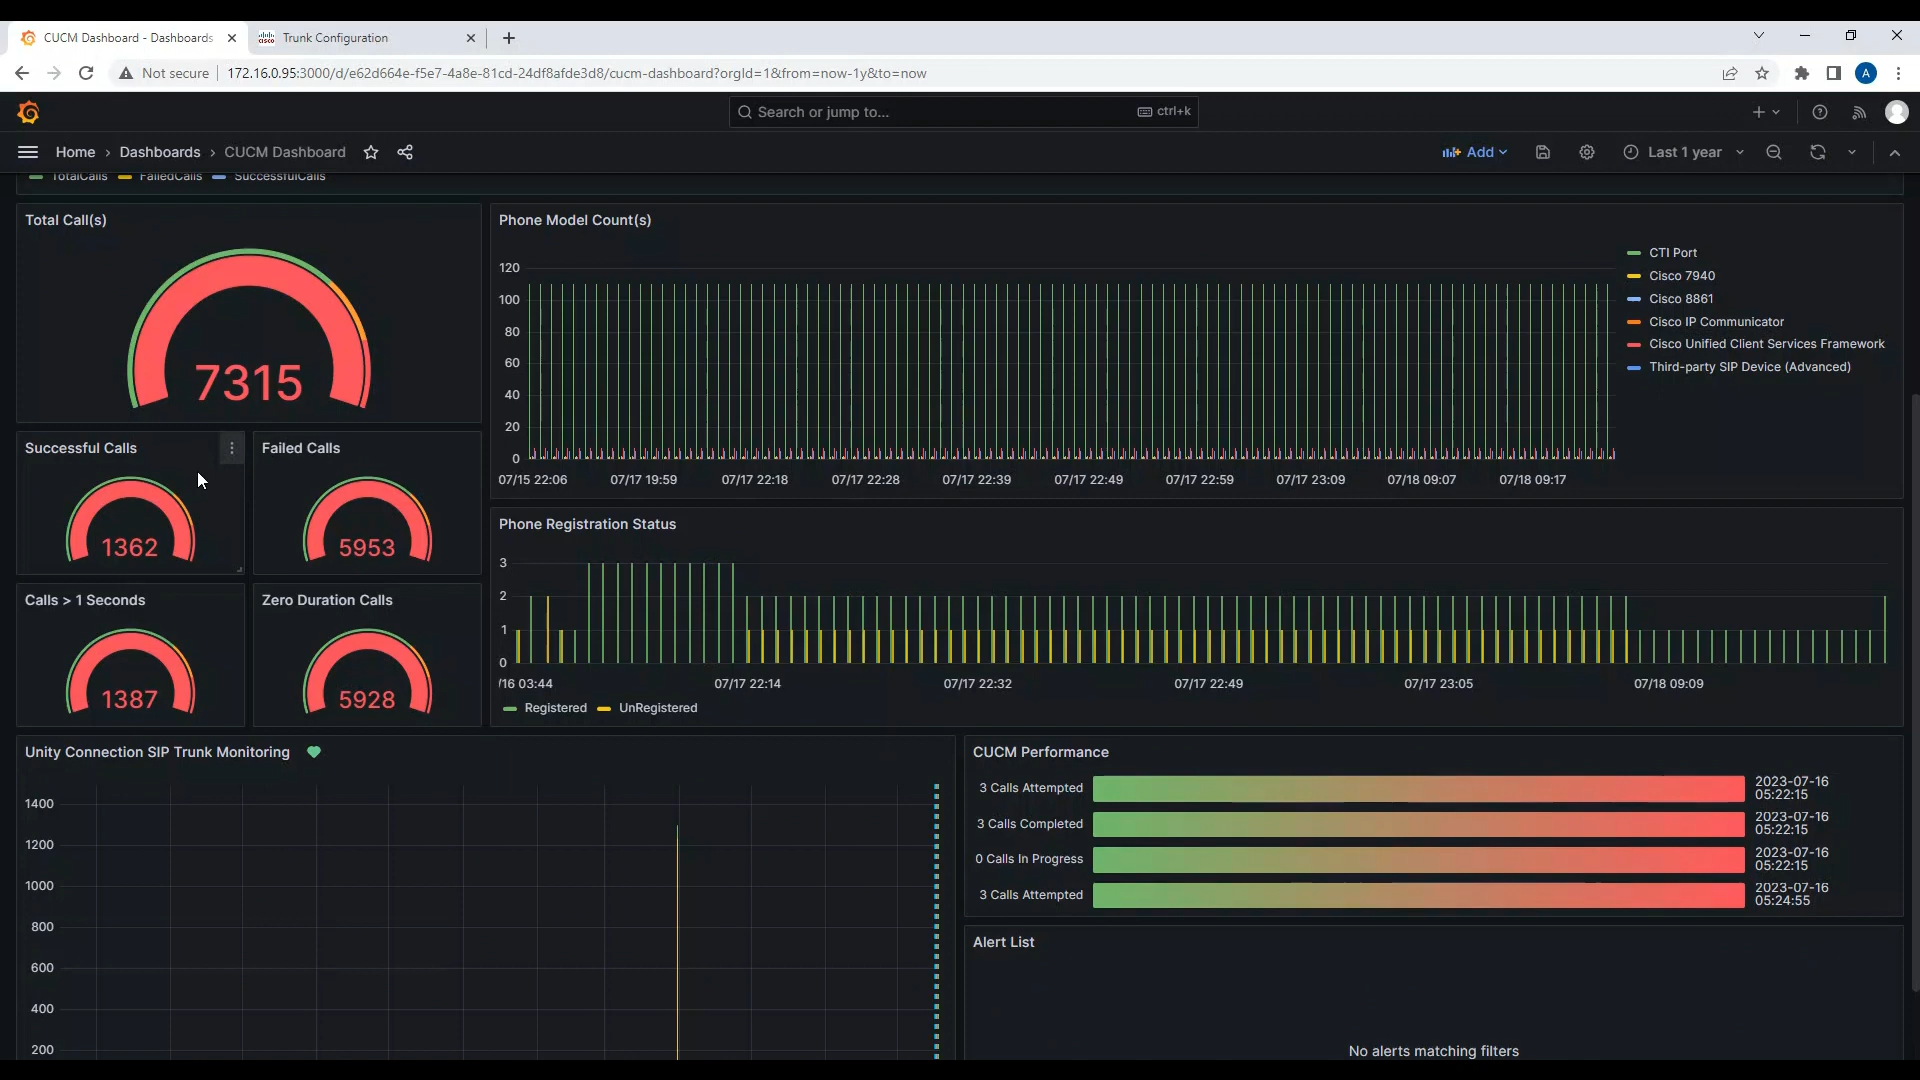 CUCM Dashboard - Dashboards
Trunk Configuration
Not secure
172.16.0.95:3000/d/e62d664e-f5e7-4a8e-81cd-24df8afde3d8/cucm-dashboard?orgId=1&from=now-1y&to=now
A
Search or jump to...
ctrl+k
Home › Dashboards › CUCM Dashboard
Add
Last 1 year
TotalCalls FailedCalls SuccessfulCalls
Total Call(s)
7315
Phone Model Count(s)
120
100
80
60
40
20
0
07/15 22:06 07/17 19:59 07/17 22:18 07/17 22:28 07/17 22:39 07/17 22:49 07/17 22:59 07/17 23:09 07/18 09:07 07/18 09:17
CTI Port
Cisco 7940
Cisco 8861
Cisco IP Communicator
Cisco Unified Client Services Framework
Third-party SIP Device (Advanced)
Successful Calls
1362
Failed Calls
5953
Calls > 1 Seconds
1387
Zero Duration Calls
5928
Phone Registration Status
3
2
1
0
/16 03:44 07/17 22:14 07/17 22:32 07/17 22:49 07/17 23:05 07/18 09:09
Registered UnRegistered
Unity Connection SIP Trunk Monitoring
1400
1200
1000
800
600
400
200
CUCM Performance
3 Calls Attempted
2023-07-16
05:22:15
3 Calls Completed
2023-07-16
05:22:15
0 Calls In Progress
2023-07-16
05:22:15
3 Calls Attempted
2023-07-16
05:24:55
Alert List
No alerts matching filters